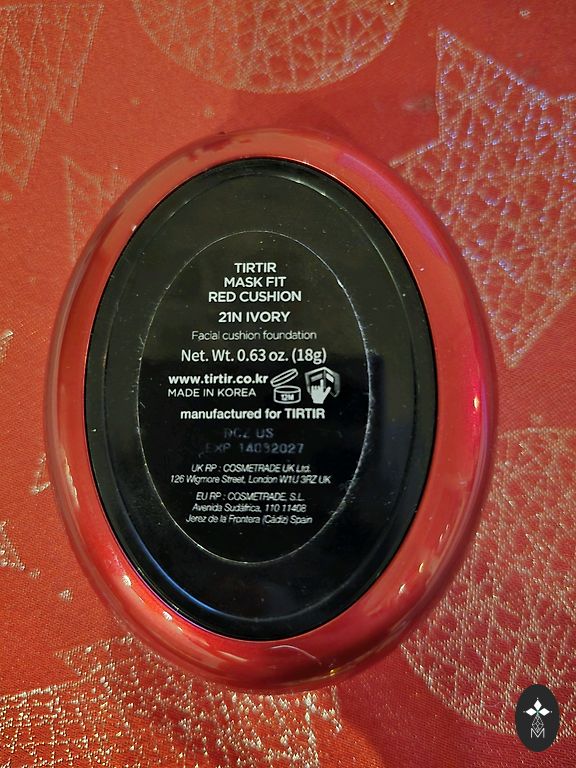 TIRTIR
MASK FIT
RED CUSHION
21N IVORY
Facial cushion foundation
Net. Wt. 0.63 oz. (18g)
www.tirtir.co.kr
12M
MADE IN KOREA
manufactured for TIRTIR
US
EXP 14032027
UK RP : COSMETRADE UK Ltd.
126 Wigmore Street, London W1U 3RZ UK
EU RP : COSMETRADE, S.L.
Avenida Sudáfrica, 110 11408
Jerez de la Frontera (Cádiz) Spain
M